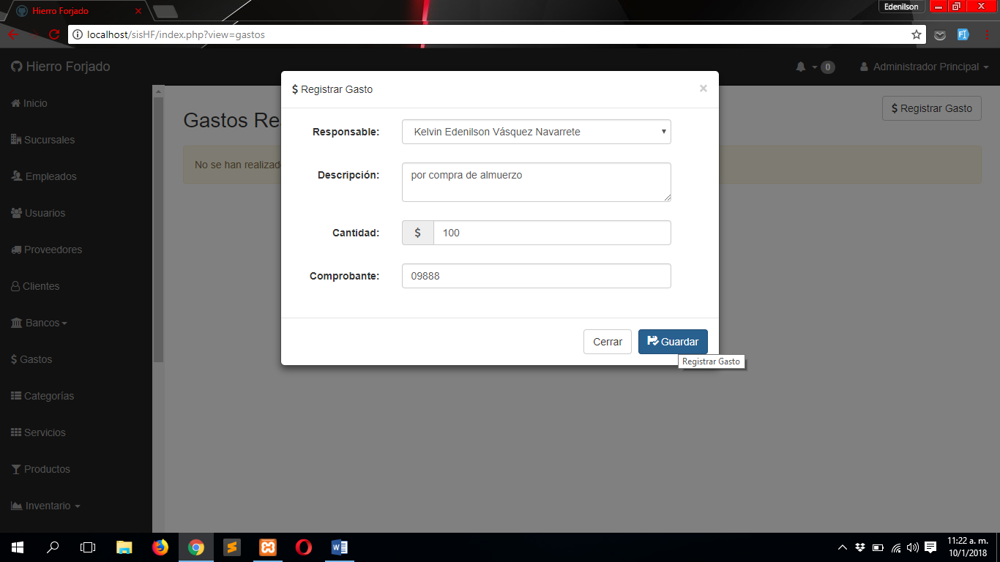 Hierro Forjado
Edenilson
localhost/sisHF/index.php?view=gastos
Hierro Forjado
0
Administrador Principal
Inicio
Sucursales
Empleados
Usuarios
Proveedores
Clientes
Bancos
$ Gastos
Categorías
Servicios
Productos
Inventario
Gastos Re
$ Registrar Gasto
No se han realizad
$ Registrar Gasto
×
Responsable:
Kelvin Edenilson Vásquez Navarrete
Descripción:
por compra de almuerzo
Cantidad:
$
100
Comprobante:
09888
Cerrar
Guardar
Registrar Gasto
11:22 a. m.
10/1/2018